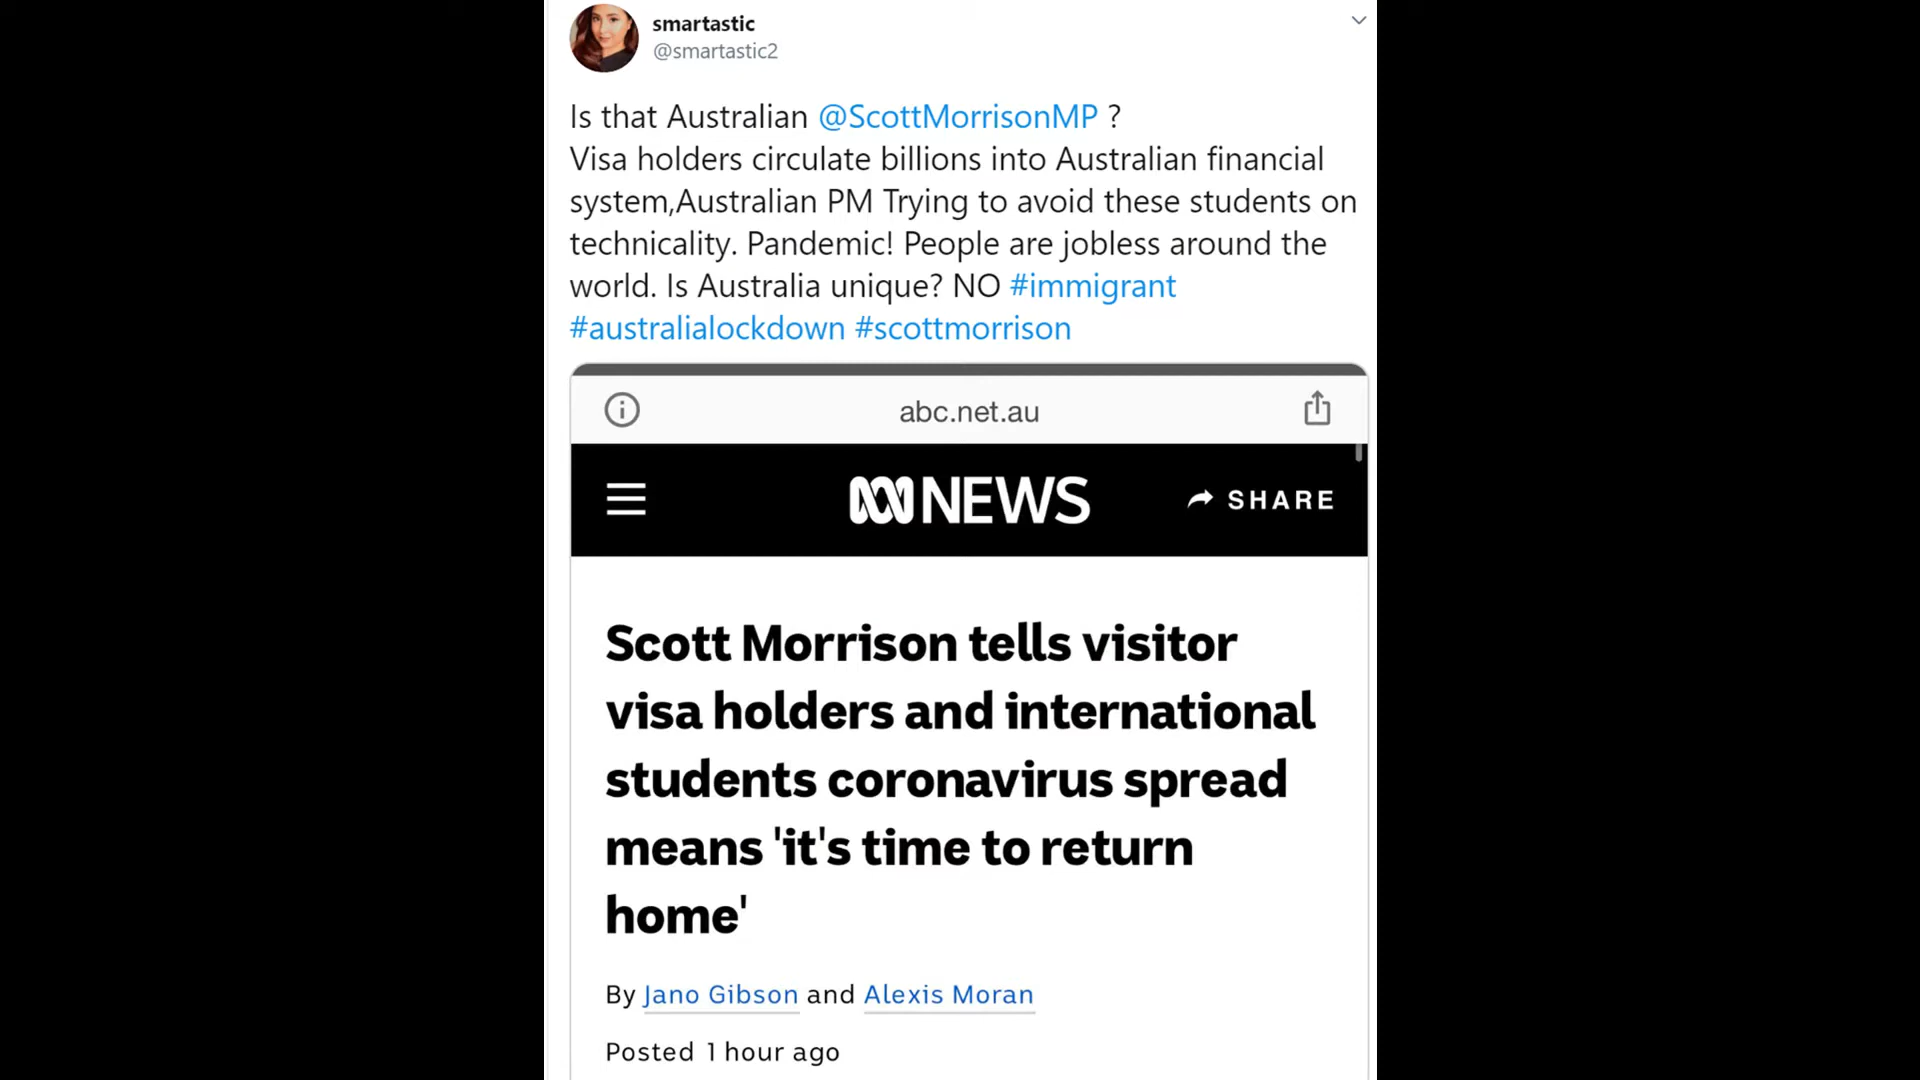 smartastic
@smartastic2
Is that Australian @ScottMorrisonMP ?
Visa holders circulate billions into Australian financial
system,Australian PM Trying to avoid these students on
technicality. Pandemic! People are jobless around the
world. Is Australia unique? NO #immigrant
#australialockdown #scottmorrison
abc.net.au
NEWS SHARE
Scott Morrison tells visitor
visa holders and international
students coronavirus spread
means 'it's time to return
home'
By Jano Gibson and Alexis Moran
Posted 1 hour ago